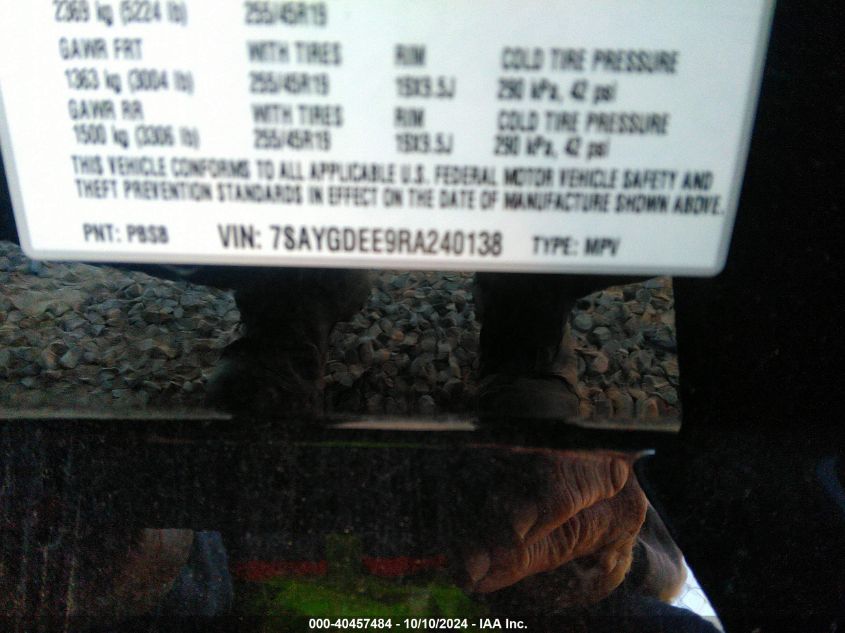 2369 kg (5224 lb) 255/45R19
GAWR FRT WITH TIRES RIM COLD TIRE PRESSURE
1363 kg (3004 lb) 255/45R19 19X9.5J 290 kPa, 42 psi
GAWR RR WITH TIRES RIM COLD TIRE PRESSURE
1500 kg (3306 lb) 255/45R19 19X9.5J 290 kPa, 42 psi
THIS VEHICLE CONFORMS TO ALL APPLICABLE U.S. FEDERAL MOTOR VEHICLE SAFETY AND
THEFT PREVENTION STANDARDS IN EFFECT ON THE DATE OF MANUFACTURE SHOWN ABOVE.
PNT: PBSB VIN: 7SAYGDEE9RA240138 TYPE: MPV
000-40457484 - 10/10/2024 - IAA Inc.